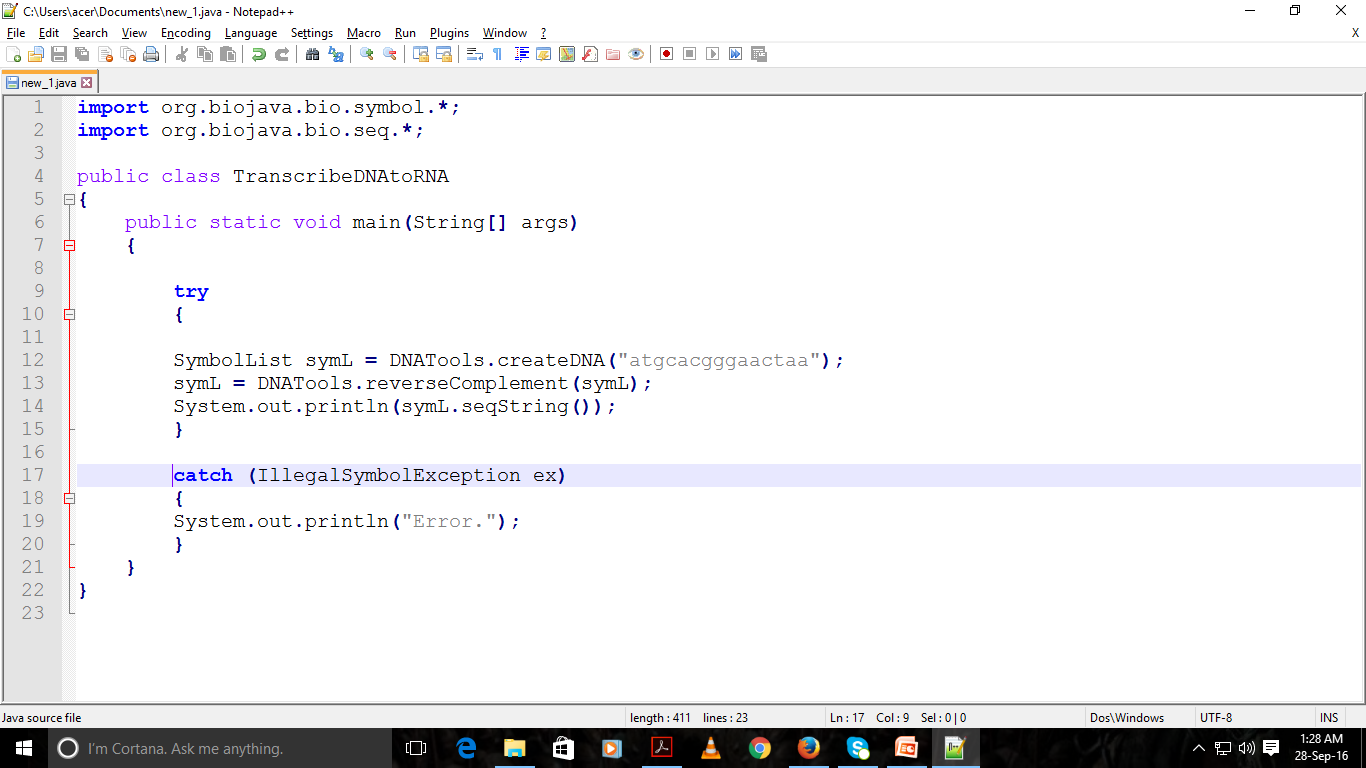 C:\Users\acer\Documents\new_1.java - Notepad++
File Edit Search View Encoding Language Settings Macro Run Plugins Window ? X
new_1.java
1 import org.biojava.bio.symbol.*;
2 import org.biojava.bio.seq.*;
3
4 public class TranscribeDNAtoRNA
5 {
6 public static void main(String[] args)
7 {
8
9 try
10 {
11
12 SymbolList symL = DNATools.createDNA("atgcacgggaactaa");
13 symL = DNATools.reverseComplement(symL);
14 System.out.println(symL.seqString());
15 }
16
17 catch (IllegalSymbolException ex)
18 {
19 System.out.println("Error.");
20 }
21 }
22 }
23
Java source file length : 411 lines : 23 Ln : 17 Col : 9 Sel : 0 | 0 Dos\Windows UTF-8 INS
I'm Cortana. Ask me anything. 1:28 AM
28-Sep-16